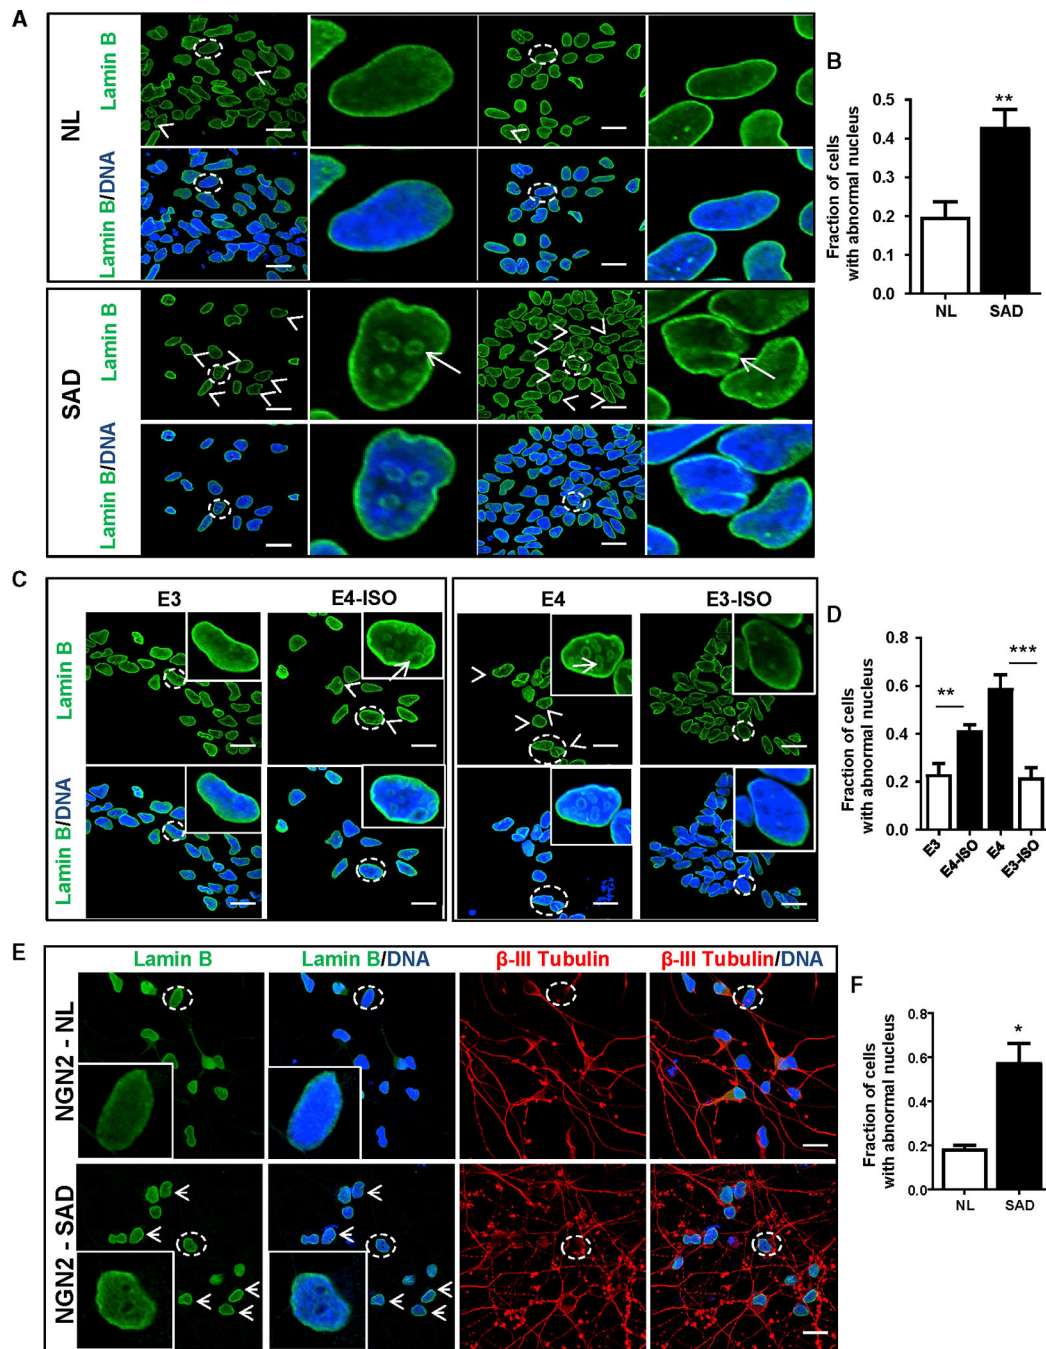 A
NL
Lamin B
Lamin B/DNA
SAD
Lamin B
Lamin B/DNA
B
Fraction of cells
with abnormal nucleus
0.5
0.4
0.3
0.2
0.1
0.0
**
NL SAD
C
E3 E4-ISO E4 E3-ISO
Lamin B
Lamin B/DNA
D
Fraction of cells
with abnormal nucleus
0.8
0.6
0.4
0.2
0.0
** ***
E3 E4-ISO E4 E3-ISO
E
Lamin B Lamin B/DNA β-III Tubulin β-III Tubulin/DNA
NGN2 - NL
NGN2 - SAD
F
Fraction of cells
with abnormal nucleus
0.8
0.6
0.4
0.2
0.0
*
NL SAD